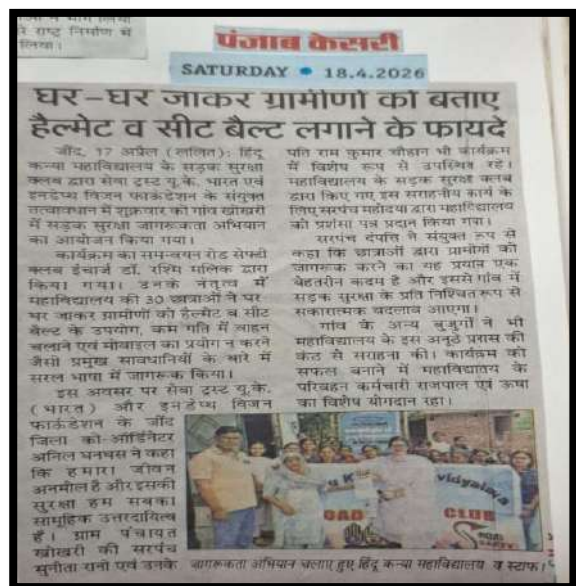 रे राष्ट्र निर्माण में
लिया।
पंजाब केसरी
SATURDAY • 18.4.2026
घर-घर जाकर ग्रामीणों को बताए
हैल्मेट व सीट बैल्ट लगाने के फायदे
जींद, 17 अप्रैल (ललित): हिंदू
कन्या महाविद्यालय के सड़क सुरक्षा
क्लब द्वारा सेवा ट्रस्ट यू.के. भारत एवं
इनडेप्थ विजन फाऊंडेशन के संयुक्त
तत्वावधान में शुक्रवार को गांव खोखरी
में सड़क सुरक्षा जागरूकता अभियान
का आयोजन किया गया।
कार्यक्रम का समन्वयन रोड सेफ्टी
क्लब इंचार्ज डॉ. रश्मि मलिक द्वारा
किया गया। उनके नेतृत्व में
महाविद्यालय की 30 छात्राओं ने घर-
घर जाकर ग्रामीणों को हैल्मेट व सीट
बैल्ट के उपयोग, कम गति में वाहन
चलाने एवं मोबाइल का प्रयोग न करने
जैसी प्रमुख सावधानियों के बारे में
सरल भाषा में जागरूक किया।
इस अवसर पर सेवा ट्रस्ट यू.के.
(भारत) और इनडेप्थ विजन
फाऊंडेशन के जींद
जिला को-ऑर्डिनेटर
अनिल धनधस ने कहा
कि हमारा जीवन
अनमोल है और इसकी
सुरक्षा हम सबका
सामूहिक उत्तरदायित्व
है। ग्राम पंचायत
खोखरी की सरपंच
सुनीता रानी एवं उनके
पति राम कुमार चौहान भी कार्यक्रम
में विशेष रूप से उपस्थित रहे।
महाविद्यालय के सड़क सुरक्षा क्लब
द्वारा किए गए इस सराहनीय कार्य के
लिए सरपंच महोदया द्वारा महाविद्यालय
को प्रशंसा पत्र प्रदान किया गया।
सरपंच दंपत्ति ने संयुक्त रूप से
कहा कि छात्राओं द्वारा ग्रामीणों को
जागरूक करने का यह प्रयास एक
बेहतरीन कदम है और इससे गांव में
सड़क सुरक्षा के प्रति निश्चित रूप से
सकारात्मक बदलाव आएगा।
गांव के अन्य बुजुर्गों ने भी
महाविद्यालय के इस अनूठे प्रयास की
कंठ से सराहना की। कार्यक्रम को
सफल बनाने में महाविद्यालय के
परिवहन कर्मचारी राजपाल एवं ऊषा
का विशेष योगदान रहा।
vidyalaya
CLUB
जागरूकता अभियान चलाए हुए हिंदू कन्या महाविद्यालय व स्टाफ।